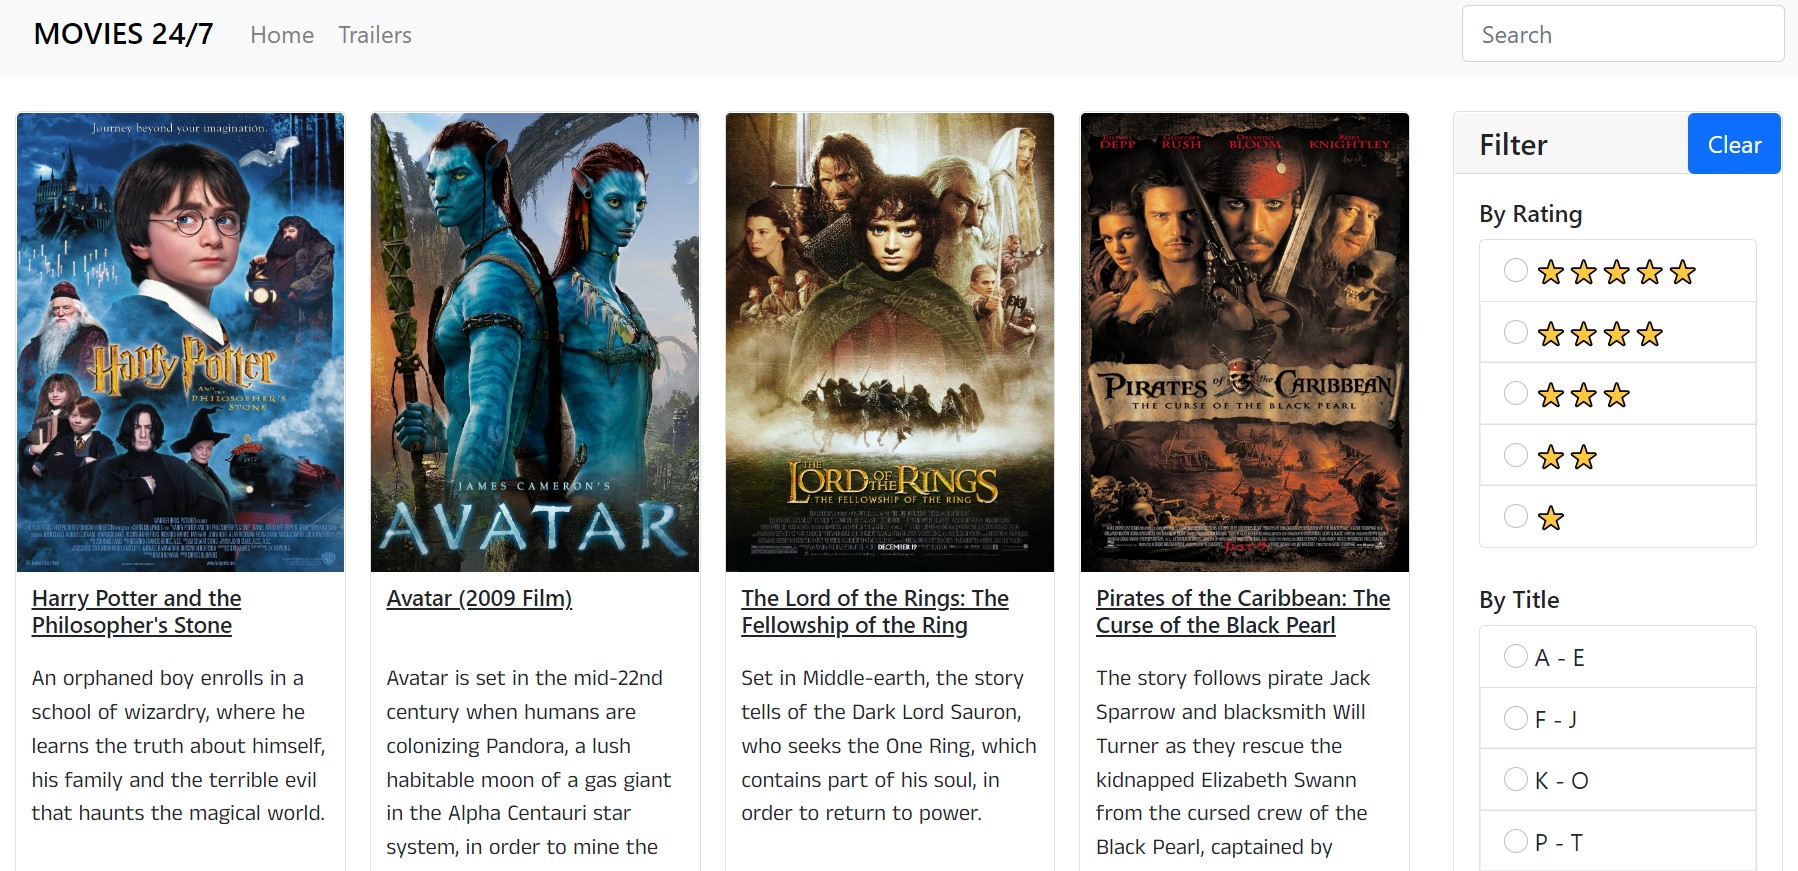 MOVIES 24/7
Home
Trailers
Search
Journey beyond your imagination.
Harry Potter
AND THE
PHILOSOPHER'S
STONE
JAMES CAMERON'S
AVATAR
THE
LORD OF THE RINGS
THE FELLOWSHIP OF THE RING
DECEMBER 19
JOHNNY DEPP
GEOFFREY RUSH
ORLANDO BLOOM
KEIRA KNIGHTLEY
PIRATES of the CARIBBEAN
THE CURSE OF THE BLACK PEARL
Harry Potter and the
Philosopher's Stone
An orphaned boy enrolls in a
school of wizardry, where he
learns the truth about himself,
his family and the terrible evil
that haunts the magical world.
Avatar (2009 Film)
Avatar is set in the mid-22nd
century when humans are
colonizing Pandora, a lush
habitable moon of a gas giant
in the Alpha Centauri star
system, in order to mine the
The Lord of the Rings: The
Fellowship of the Ring
Set in Middle-earth, the story
tells of the Dark Lord Sauron,
who seeks the One Ring, which
contains part of his soul, in
order to return to power.
Pirates of the Caribbean: The
Curse of the Black Pearl
The story follows pirate Jack
Sparrow and blacksmith Will
Turner as they rescue the
kidnapped Elizabeth Swann
from the cursed crew of the
Black Pearl, captained by
Filter
Clear
By Rating
By Title
A - E
F - J
K - O
P - T